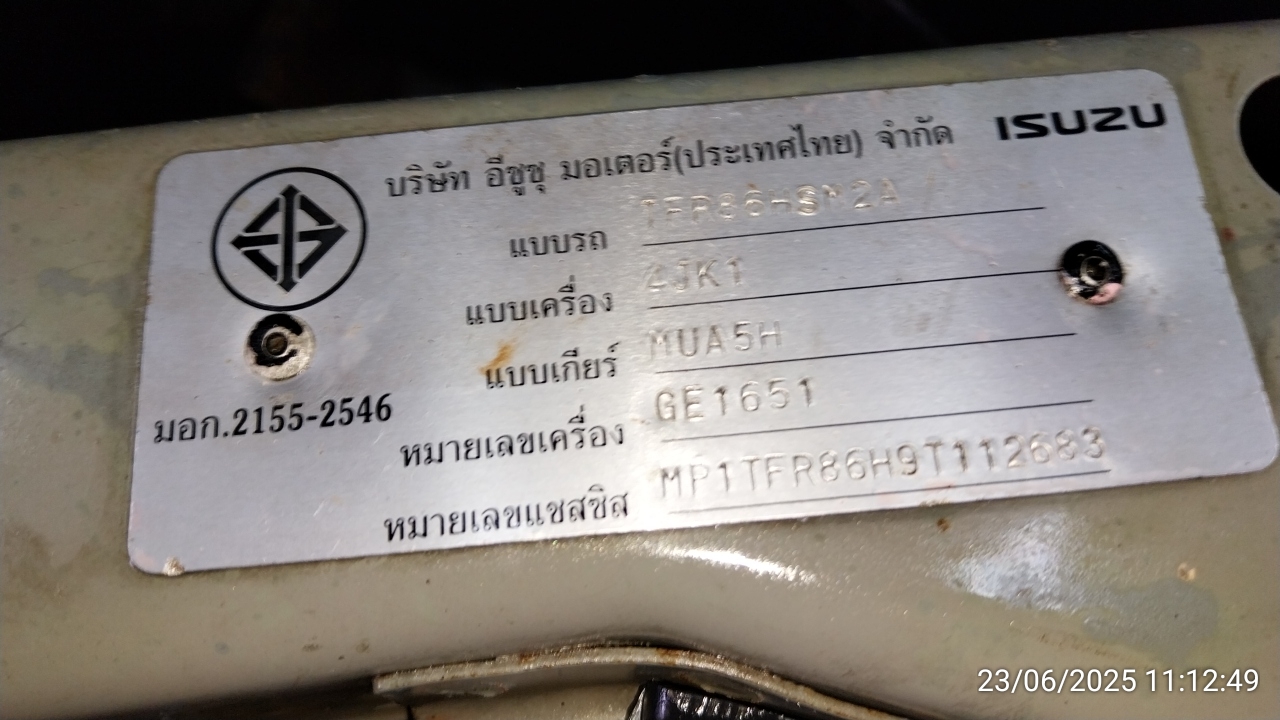 บริษัท อีซูซุ มอเตอร์(ประเทศไทย) จำกัด ISUZU
แบบรถ
แบบเครื่อง 4JK1
แบบเกียร์ MUA5H
มอก.2155-2546
หมายเลขเครื่อง GE1651
หมายเลขแชสซิส MP1TFR86H9T112683
23/06/2025 11:12:49